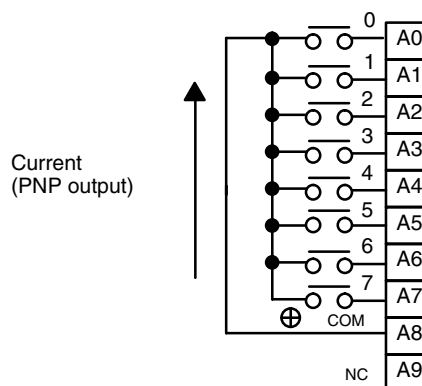 0
A0
1
A1
2
A2
3
A3
Current
(PNP output)
4
A4
5
A5
6
A6
7
A7
COM
A8
NC
A9